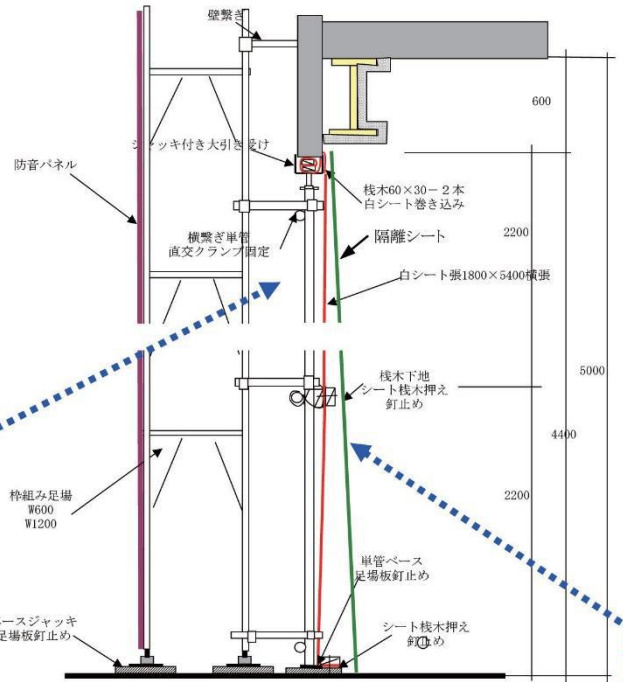 壁繋ぎ
600
ジャッキ付き大引き受け
防音パネル
桟木60×30－2本
白シート巻き込み
横繋ぎ単管
直交クランプ固定
隔離シート
2200
白シート張1800×5400横張
5000
桟木下地
シート桟木押え
釘止め
4400
枠組み足場
W600
W1200
2200
単管ベース
足場板釘止め
ベースジャッキ
足場板釘止め
シート桟木押え
釘止め